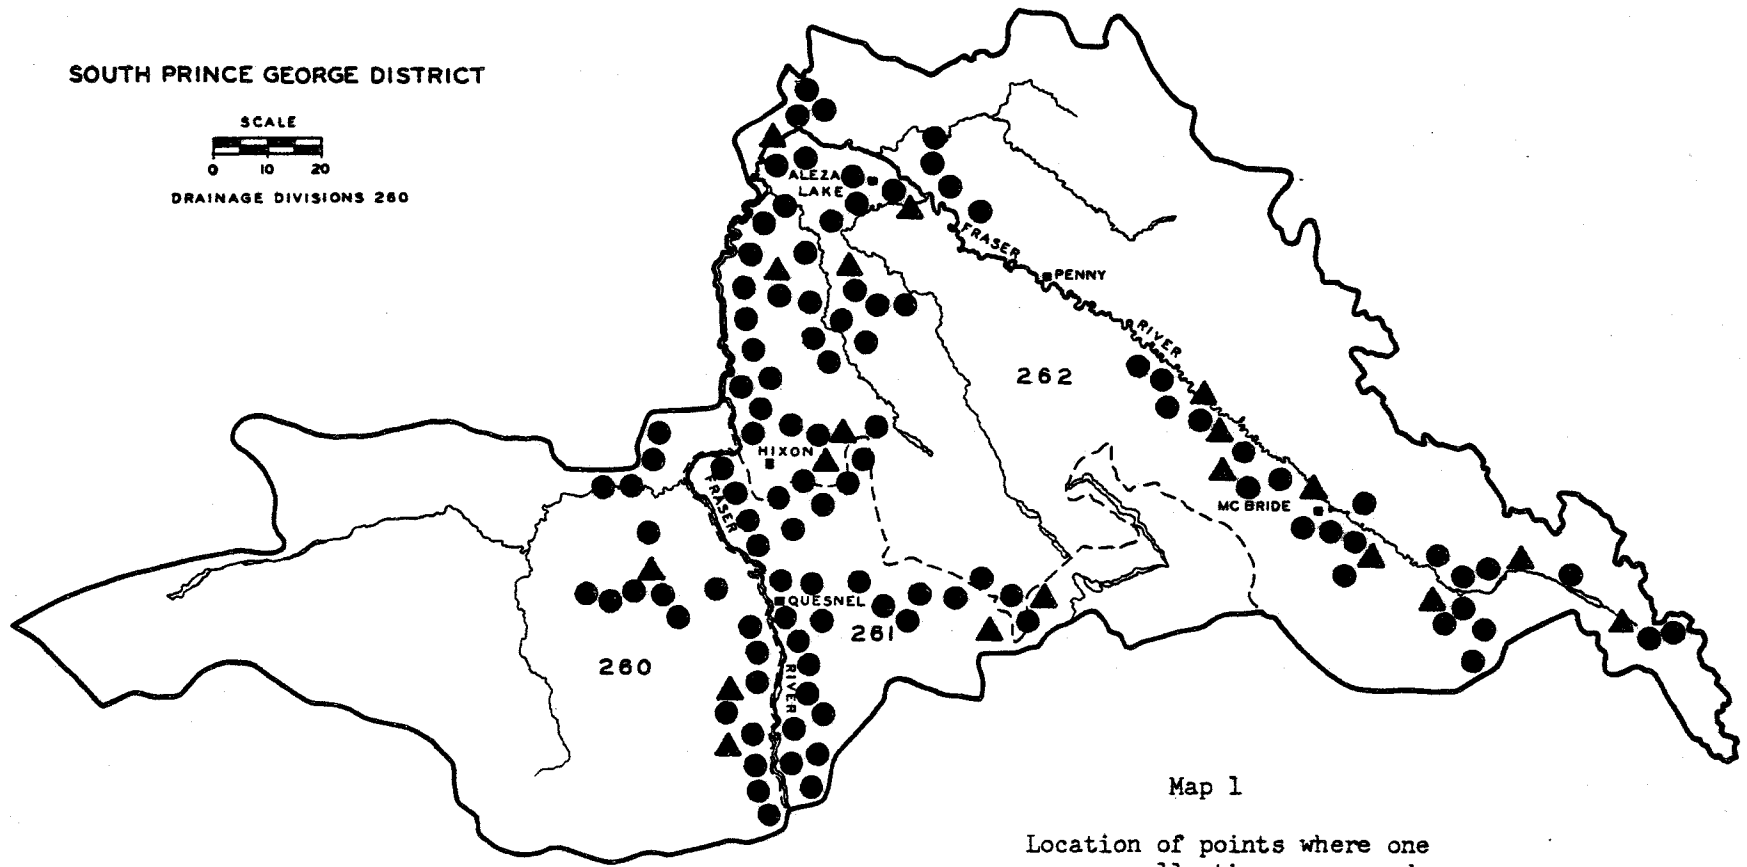 SOUTH PRINCE GEORGE DISTRICT
SCALE
0 10 20
DRAINAGE DIVISIONS 260
ALEZA
LAKE
FRASER
PENNY
RIVER
262
HIXON
FRASER
MC BRIDE
QUESNEL
261
260
RIVER
Map 1
Location of points where one